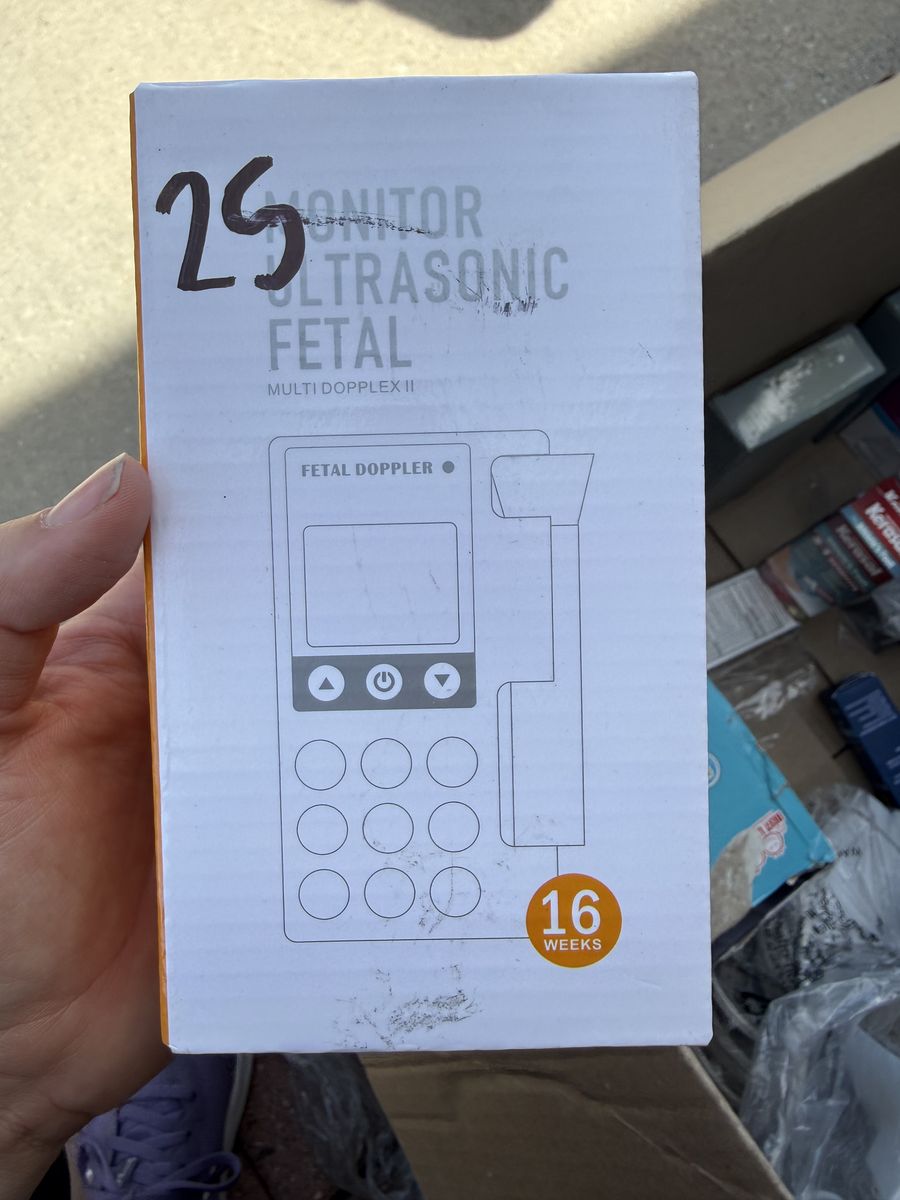 25
MONITOR
ULTRASONIC
FETAL
MULTI DOPPLEX II
FETAL DOPPLER
16
WEEKS